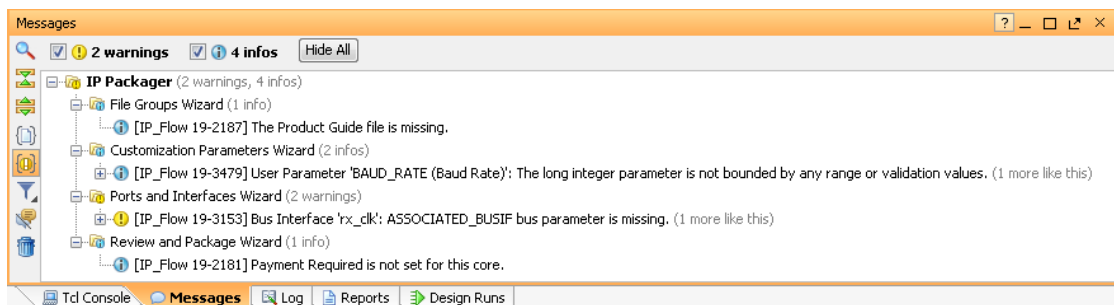 Messages
2 warnings 4 infos Hide All
IP Packager (2 warnings, 4 infos)
File Groups Wizard (1 info)
[IP_Flow 19-2187] The Product Guide file is missing.
Customization Parameters Wizard (2 infos)
[IP_Flow 19-3479] User Parameter 'BAUD_RATE (Baud Rate)': The long integer parameter is not bounded by any range or validation values. (1 more like this)
Ports and Interfaces Wizard (2 warnings)
[IP_Flow 19-3153] Bus Interface 'rx_clk': ASSOCIATED_BUSIF bus parameter is missing. (1 more like this)
Review and Package Wizard (1 info)
[IP_Flow 19-2181] Payment Required is not set for this core.
Tcl Console Messages Log Reports Design Runs